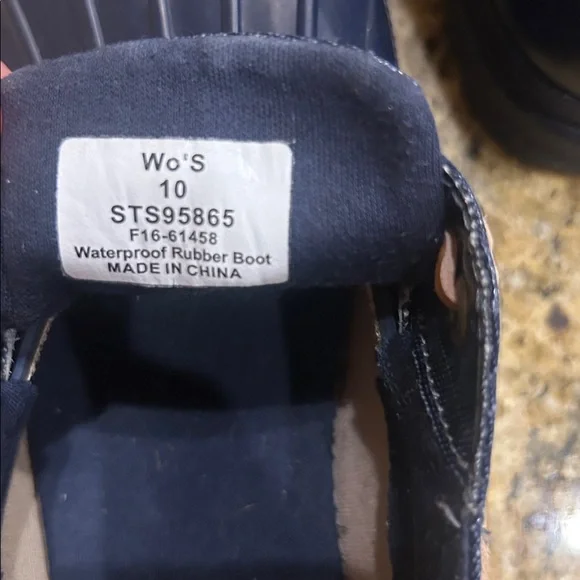 Wo'S
10
STS95865
F16-61458
Waterproof Rubber Boot
MADE IN CHINA